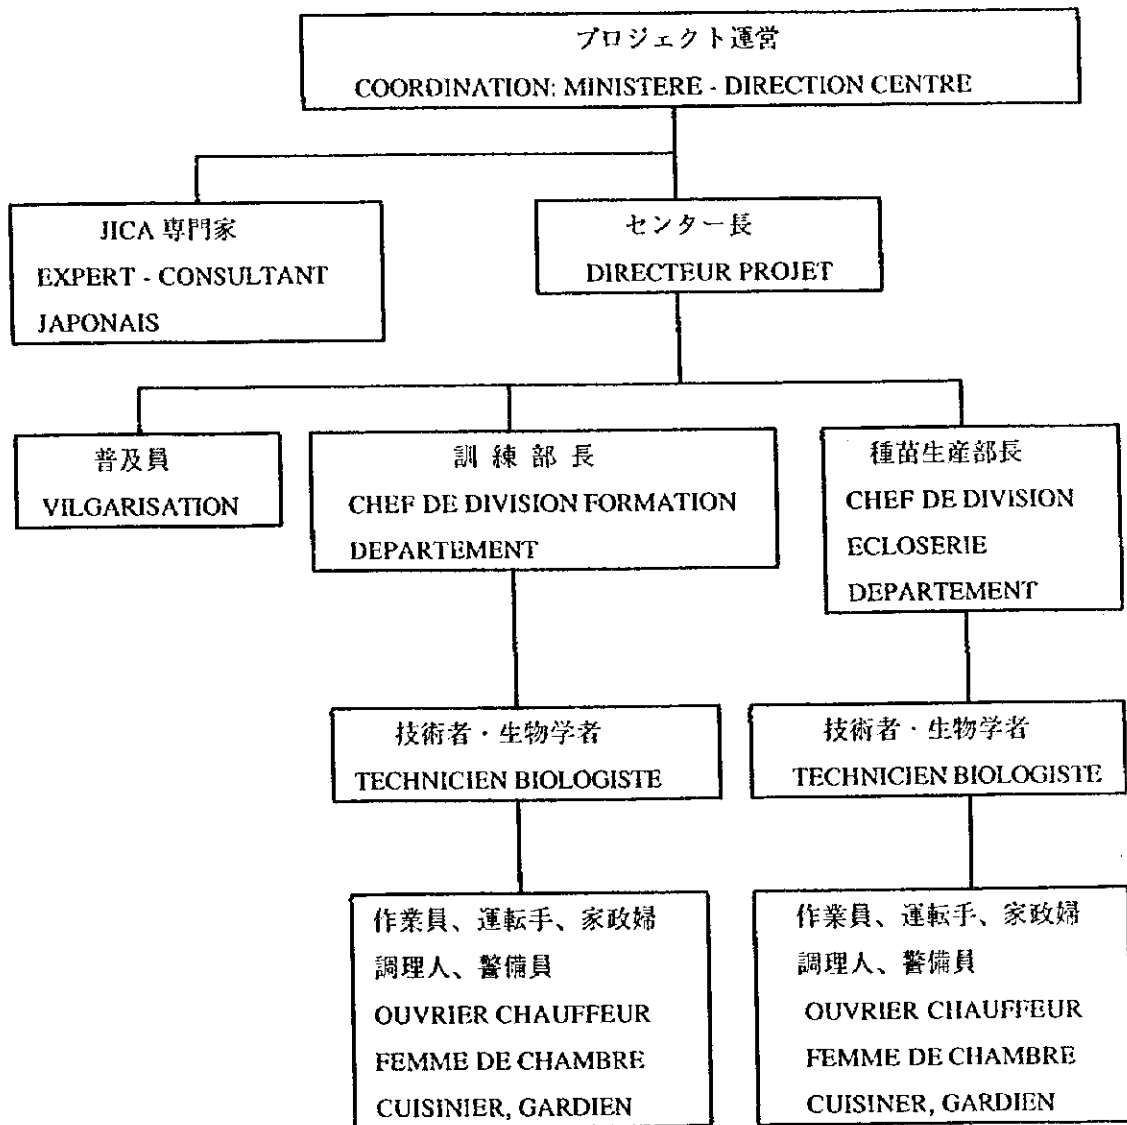 プロジェクト運営
COORDINATION: MINISTERE - DIRECTION CENTRE
JICA 専門家
EXPERT - CONSULTANT
JAPONAIS
センター長
DIRECTEUR PROJET
普及員
VILGARISATION
訓 練 部 長
CHEF DE DIVISION FORMATION
DEPARTEMENT
種苗生産部長
CHEF DE DIVISION
ECLOSERIE
DEPARTEMENT
技術者・生物学者
TECHNICIEN BIOLOGISTE
技術者・生物学者
TECHNICIEN BIOLOGISTE
作業員、運転手、家政婦
調理人、警備員
OUVRIER CHAUFFEUR
FEMME DE CHAMBRE
CUISINIER, GARDIEN
作業員、運転手、家政婦
調理人、警備員
OUVRIER CHAUFFEUR
FEMME DE CHAMBRE
CUISINER, GARDIEN